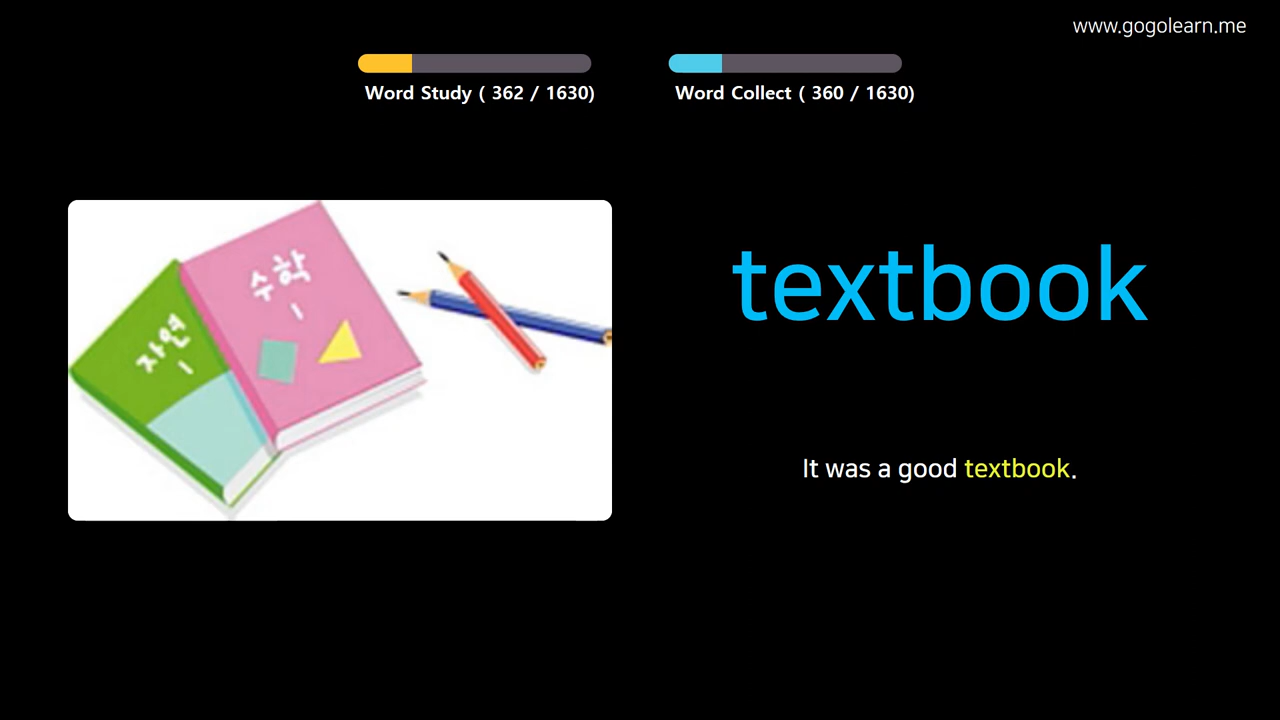 www.gogolearn.me
Word Study ( 362 / 1630)
Word Collect ( 360 / 1630)
수학
1
자연
1
textbook
It was a good textbook.